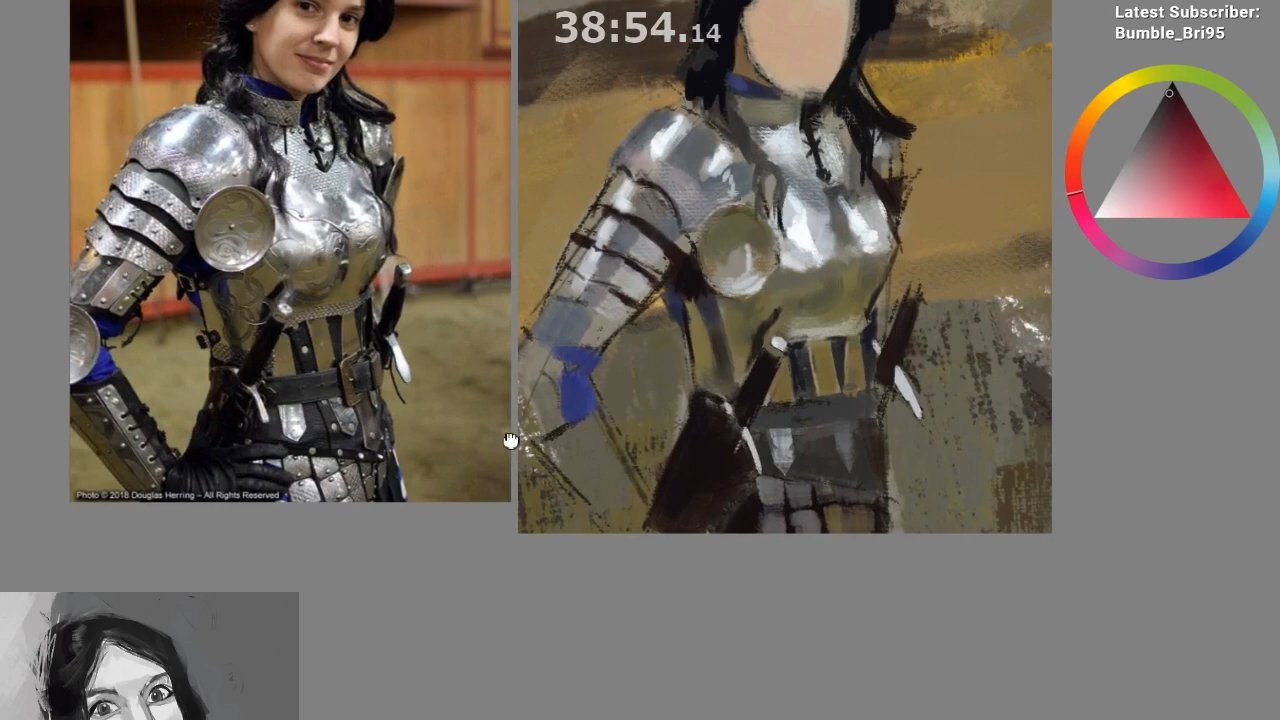 38:54.14
Latest Subscriber:
Bumble_Bri95
Photo © 2018 Douglas Herring – All Rights Reserved